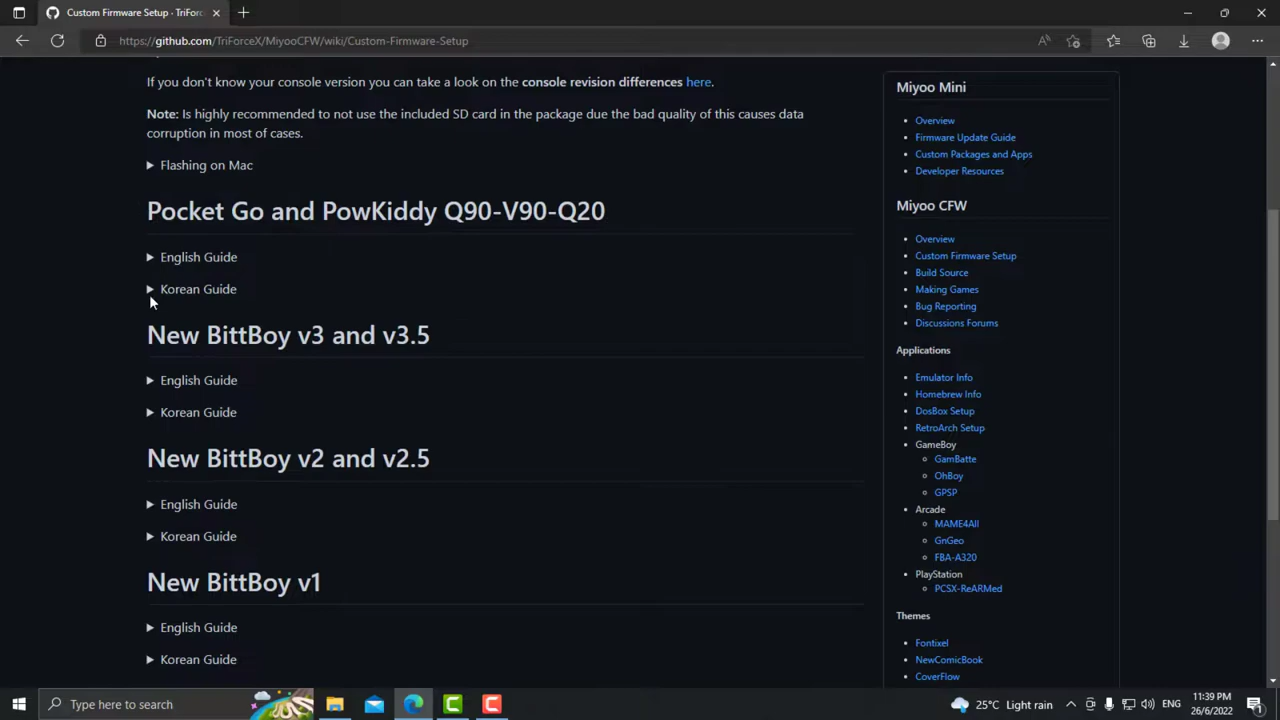 Custom Firmware Setup · TriForce
https://github.com/TriForceX/MiyooCFW/wiki/Custom-Firmware-Setup
If you don't know your console version you can take a look on the console revision differences here.
Note: Is highly recommended to not use the included SD card in the package due the bad quality of this causes data
corruption in most of cases.
Flashing on Mac
Pocket Go and PowKiddy Q90-V90-Q20
English Guide
Korean Guide
New BittBoy v3 and v3.5
English Guide
Korean Guide
New BittBoy v2 and v2.5
English Guide
Korean Guide
New BittBoy v1
English Guide
Korean Guide
Miyoo Mini
Overview
Firmware Update Guide
Custom Packages and Apps
Developer Resources
Miyoo CFW
Overview
Custom Firmware Setup
Build Source
Making Games
Bug Reporting
Discussions Forums
Applications
Emulator Info
Homebrew Info
DosBox Setup
RetroArch Setup
GameBoy
GamBatte
OhBoy
GPSP
Arcade
MAME4All
GnGeo
FBA-A320
PlayStation
PCSX-ReARMed
Themes
Fontixel
NewComicBook
CoverFlow
Type here to search
25°C Light rain
ENG
11:39 PM
26/6/2022